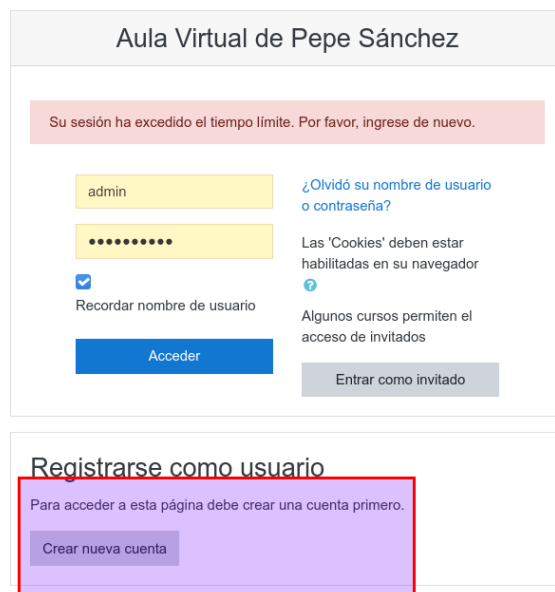 Aula Virtual de Pepe Sánchez
Su sesión ha excedido el tiempo límite. Por favor, ingrese de nuevo.
admin
••••••••••
Recordar nombre de usuario
Acceder
¿Olvidó su nombre de usuario
o contraseña?
Las 'Cookies' deben estar
habilitadas en su navegador
?
Algunos cursos permiten el
acceso de invitados
Entrar como invitado
Registrarse como usuario
Para acceder a esta página debe crear una cuenta primero.
Crear nueva cuenta